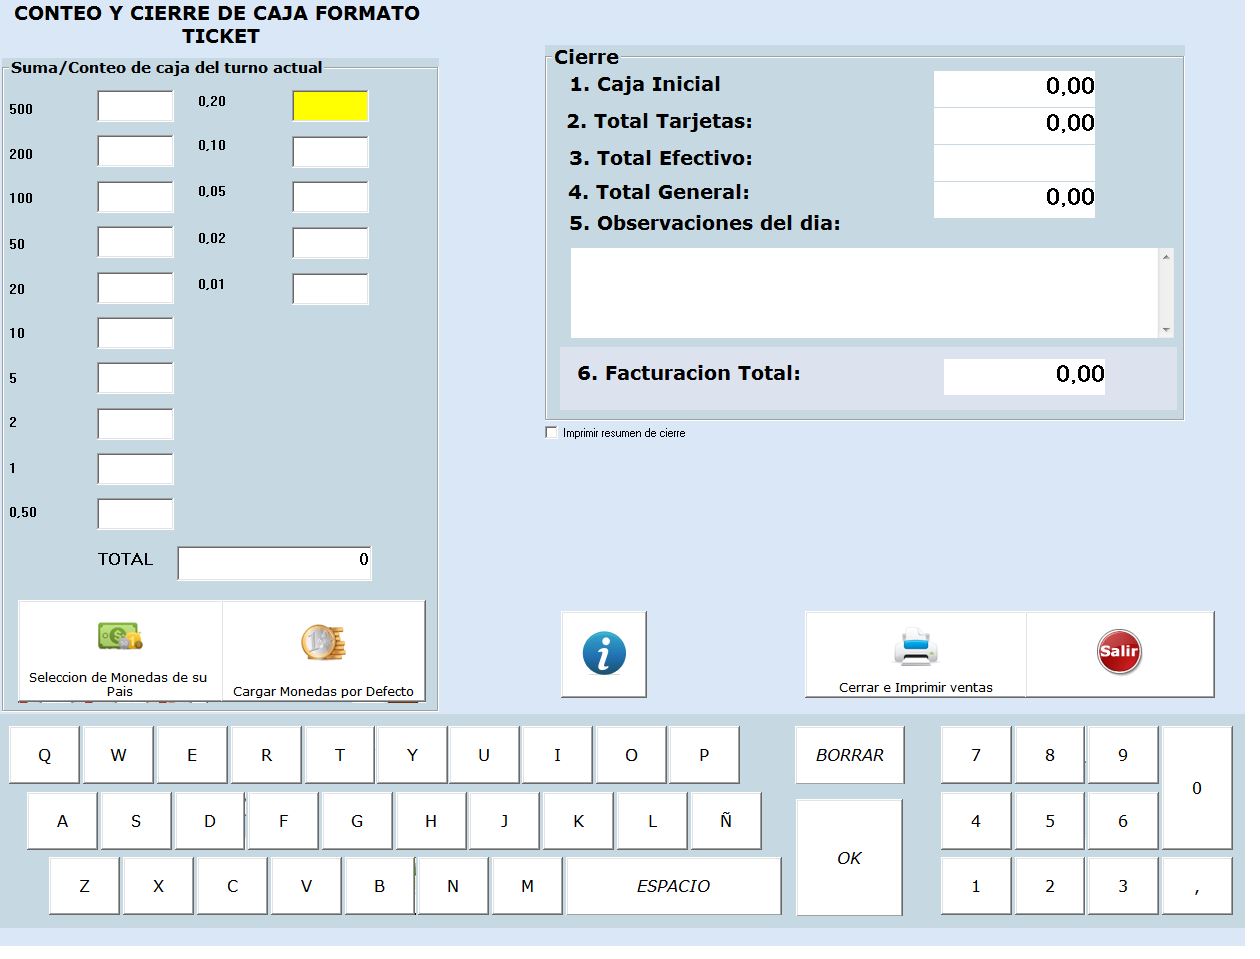 CONTEO Y CIERRE DE CAJA FORMATO
TICKET
Suma/Conteo de caja del turno actual
500
0,20
200
0,10
100
0,05
50
0,02
20
0,01
10
5
2
1
0,50
TOTAL
0
Seleccion de Monedas de su
Pais
Cargar Monedas por Defecto
Cierre
1. Caja Inicial
0,00
2. Total Tarjetas:
0,00
3. Total Efectivo:
4. Total General:
0,00
5. Observaciones del dia:
6. Facturacion Total:
0,00
Imprimir resumen de cierre
i
Cerrar e Imprimir ventas
Salir
Q W E R T Y U I O P
BORRAR
7 8 9
0
A S D F G H J K L Ñ
OK
4 5 6
Z X C V B N M ESPACIO
1 2 3 ,